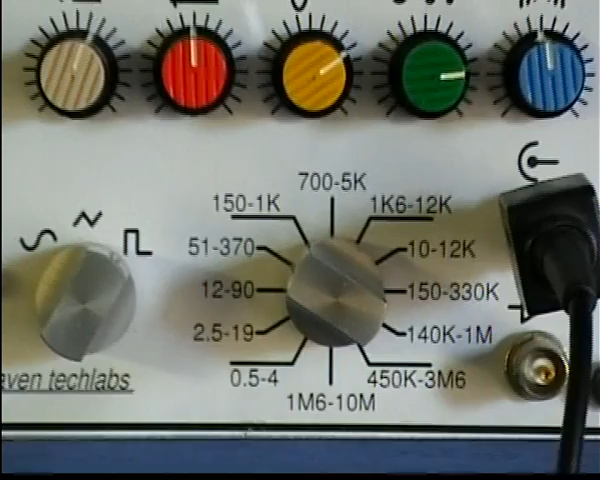 700-5K
150-1K 1K6-12K
51-370 10-12K
12-90 150-330K
2.5-19 140K-1M
0.5-4 450K-3M6
aven techlabs
1M6-10M